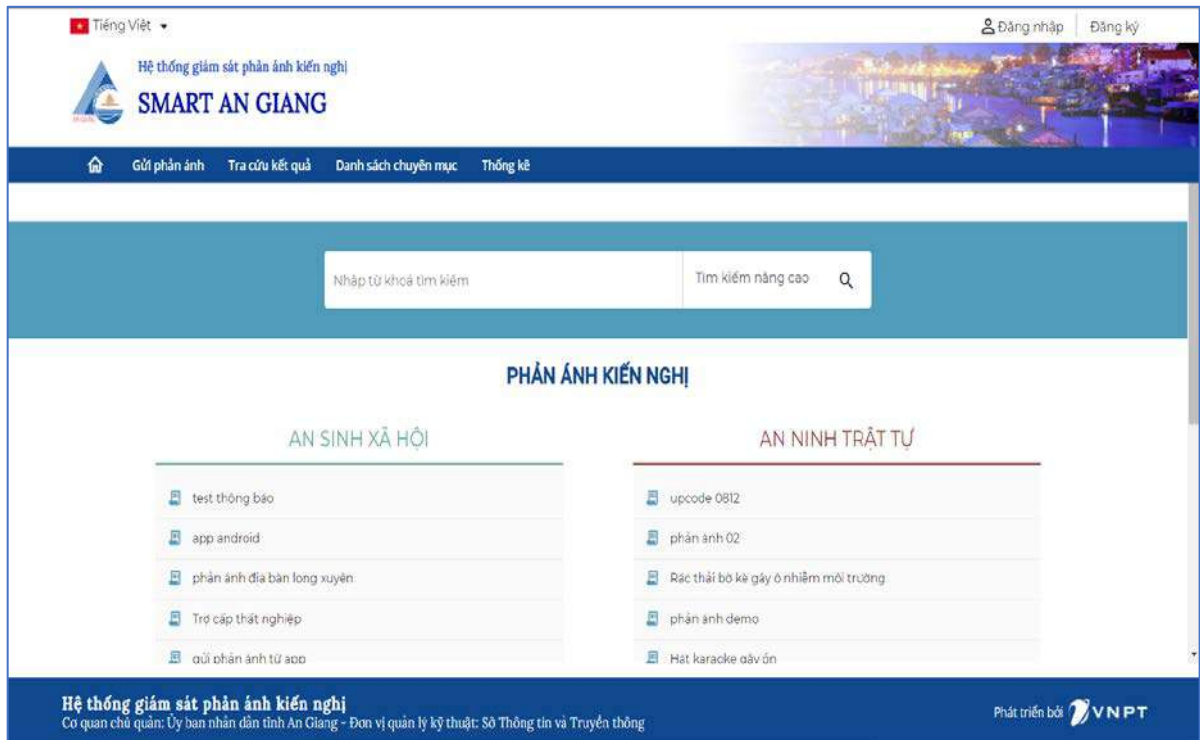 Tiếng Việt
Đăng nhập
Đăng ký
Hệ thống giám sát phản ánh kiến nghị
SMART AN GIANG
AN GIANG
Gửi phản ánh
Tra cứu kết quả
Danh sách chuyên mục
Thống kê
Nhập từ khoá tìm kiếm
Tìm kiếm nâng cao
PHẢN ÁNH KIẾN NGHỊ
AN SINH XÃ HỘI
test thông báo
app android
phản ánh địa bàn long xuyên
Trợ cấp thất nghiệp
gửi phản ánh từ app
AN NINH TRẬT TỰ
upcode 0812
phản ánh 02
Rác thải bờ kè gây ô nhiễm môi trường
phản ánh demo
Hát karaoke gây ồn
Hệ thống giám sát phản ánh kiến nghị
Cơ quan chủ quản: Ủy ban nhân dân tỉnh An Giang - Đơn vị quản lý kỹ thuật: Sở Thông tin và Truyền thông
Phát triển bởi VNPT